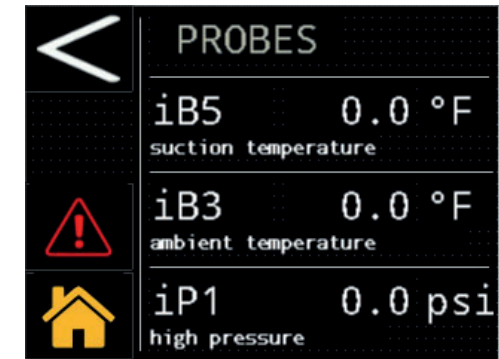 PROBES
iB5 0.0 °F
suction temperature
iB3 0.0 °F
ambient temperature
iP1 0.0 psi
high pressure